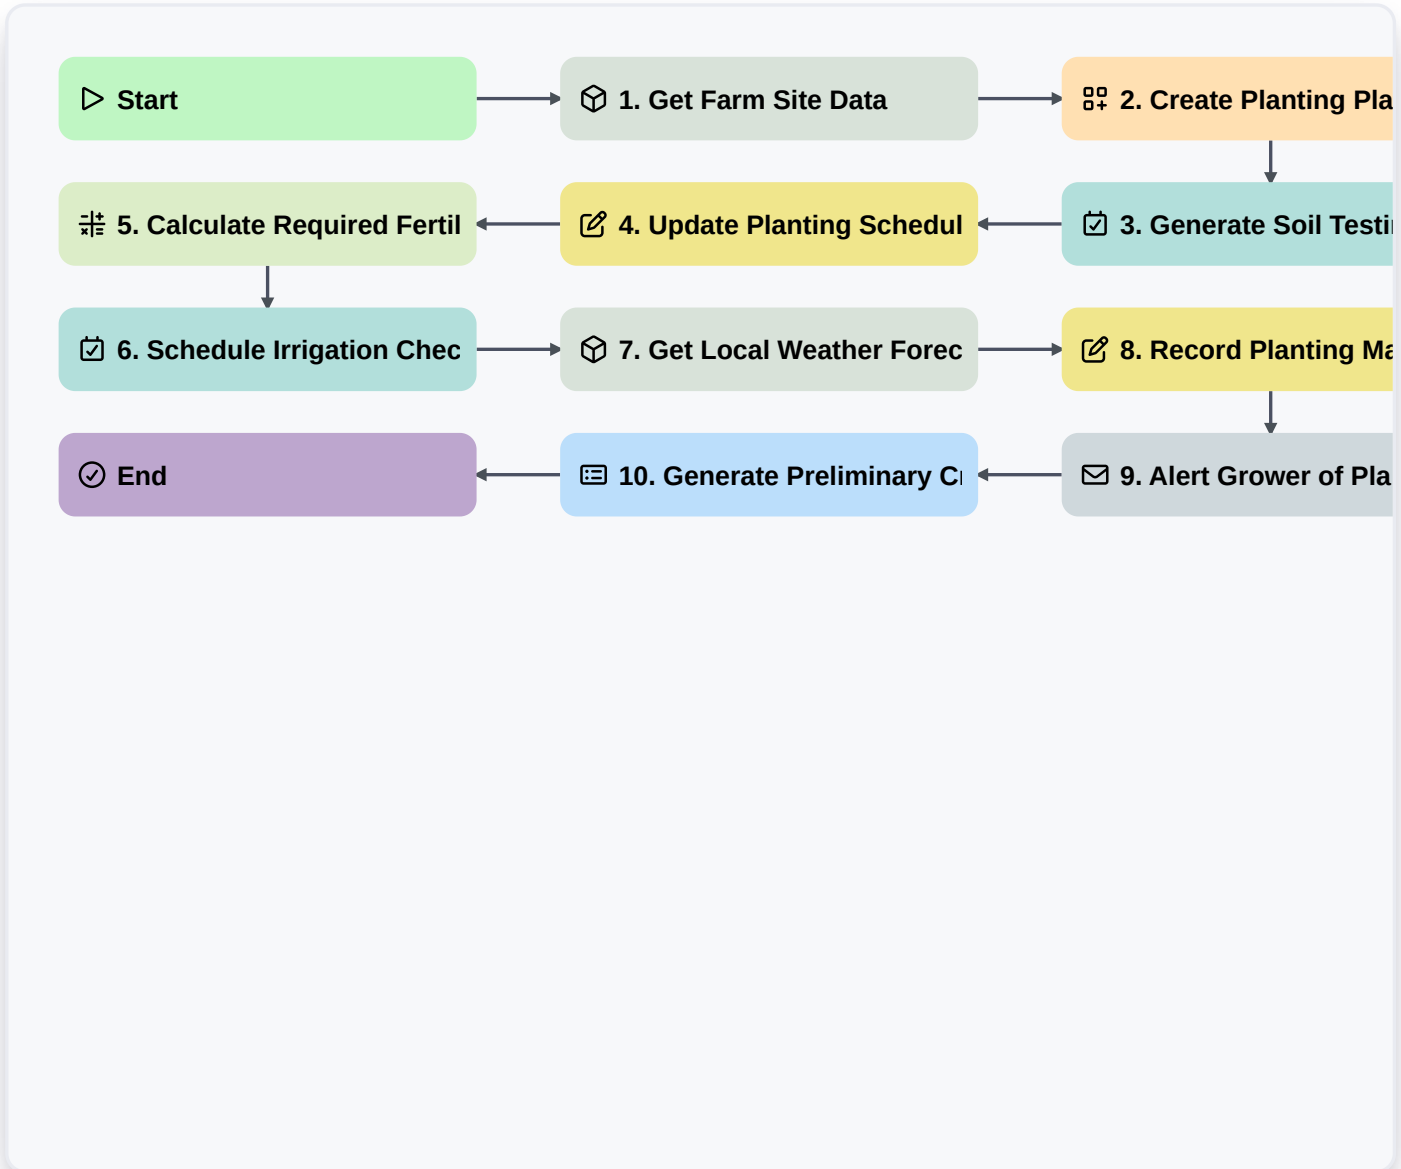 Start
1. Get Farm Site Data
2. Create Planting Pla
5. Calculate Required Fertil
4. Update Planting Schedul
3. Generate Soil Testi
6. Schedule Irrigation Chec
7. Get Local Weather Forec
8. Record Planting Ma
End
10. Generate Preliminary C
9. Alert Grower of Pla